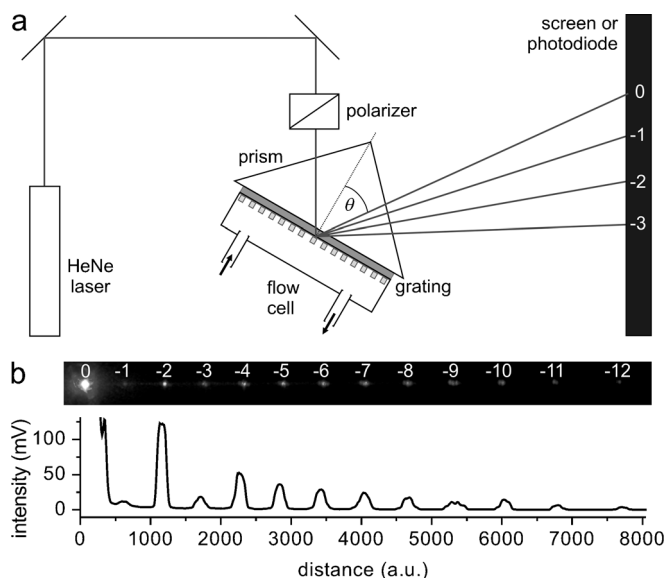 a
screen or
photodiode
0
-1
-2
-3
polarizer
prism
θ
HeNe
laser
flow
cell
grating
b
0 -1 -2 -3 -4 -5 -6 -7 -8 -9 -10 -11 -12
intensity (mV)
100
50
0
0 1000 2000 3000 4000 5000 6000 7000 8000
distance (a.u.)